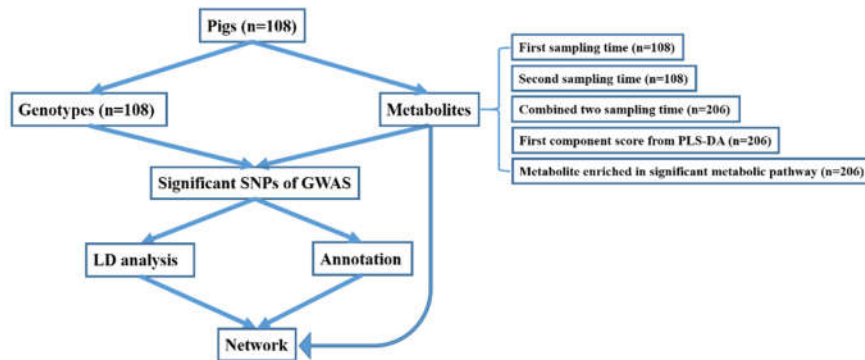 Pigs (n=108)
Genotypes (n=108)
Metabolites
First sampling time (n=108)
Second sampling time (n=108)
Combined two sampling time (n=206)
First component score from PLS-DA (n=206)
Metabolite enriched in significant metabolic pathway (n=206)
Significant SNPs of GWAS
LD analysis
Annotation
Network